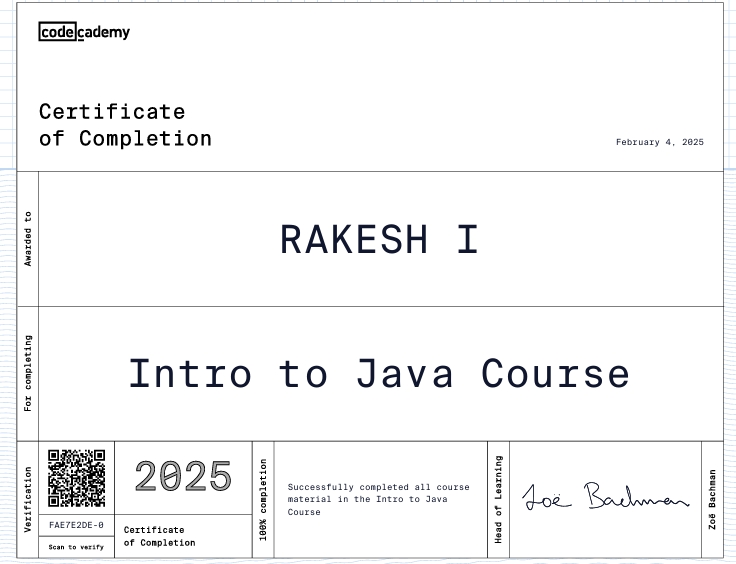 codecademy
Certificate
of Completion
February 4, 2025
Awarded to
RAKESH I
For completing
Intro to Java Course
Verification
FAE7E2DE-0
Scan to verify
2025
Certificate
of Completion
100% completion
Successfully completed all course
material in the Intro to Java
Course
Head of Learning
Zoë Bachman
Zoë Bachman